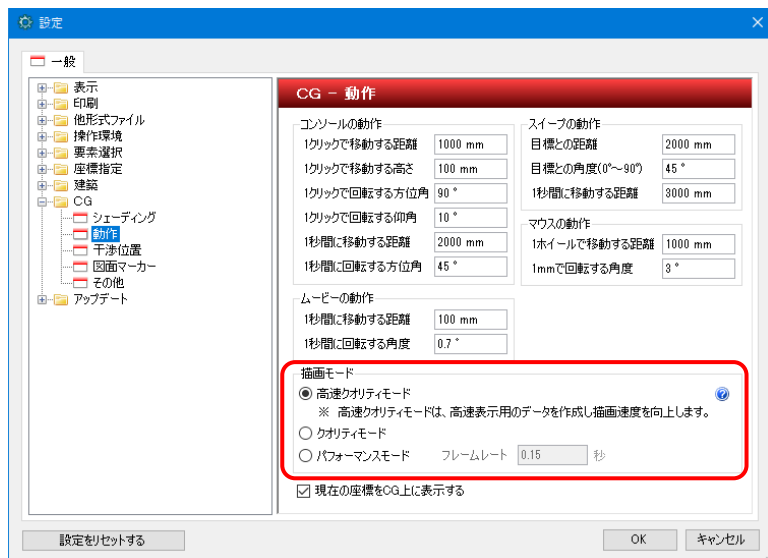 設定
一般
表示
印刷
他形式ファイル
操作環境
要素選択
座標指定
建築
CG
シェーディング
動作
干渉位置
図面マーカー
その他
アップデート
CG - 動作
コンソールの動作
1クリックで移動する距離 1000 mm
1クリックで移動する高さ 100 mm
1クリックで回転する方位角 90 °
1クリックで回転する仰角 10 °
1秒間に移動する距離 2000 mm
1秒間に回転する方位角 45 °
スイープの動作
目標との距離 2000 mm
目標との角度(0°～90°) 45 °
1秒間に移動する距離 3000 mm
マウスの動作
1ホイールで移動する距離 1000 mm
1mmで回転する角度 3 °
ムービーの動作
1秒間に移動する距離 100 mm
1秒間に回転する角度 0.7 °
描画モード
高速クオリティモード
※ 高速クオリティモードは、高速表示用のデータを作成し描画速度を向上します。
クオリティモード
パフォーマンスモード フレームレート 0.15 秒
現在の座標をCG上に表示する
設定をリセットする OK キャンセル